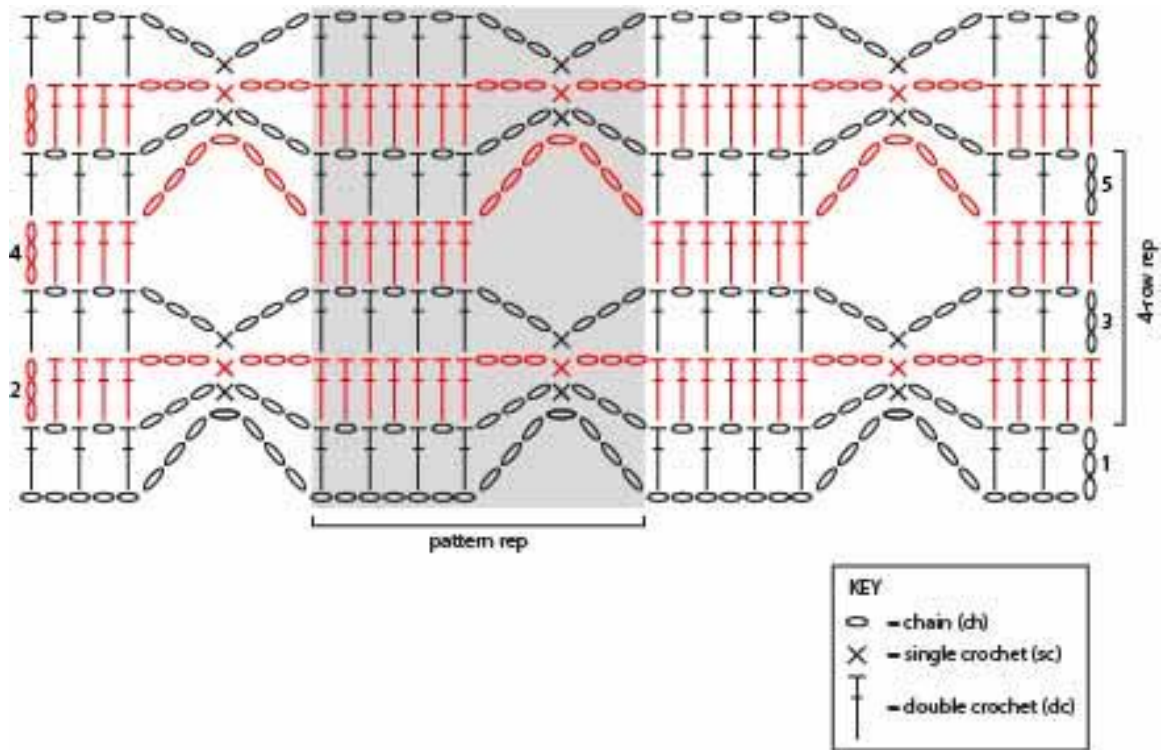 5
4
4-row rep
3
2
1
pattern rep
KEY
– chain (ch)
– single crochet (sc)
– double crochet (dc)